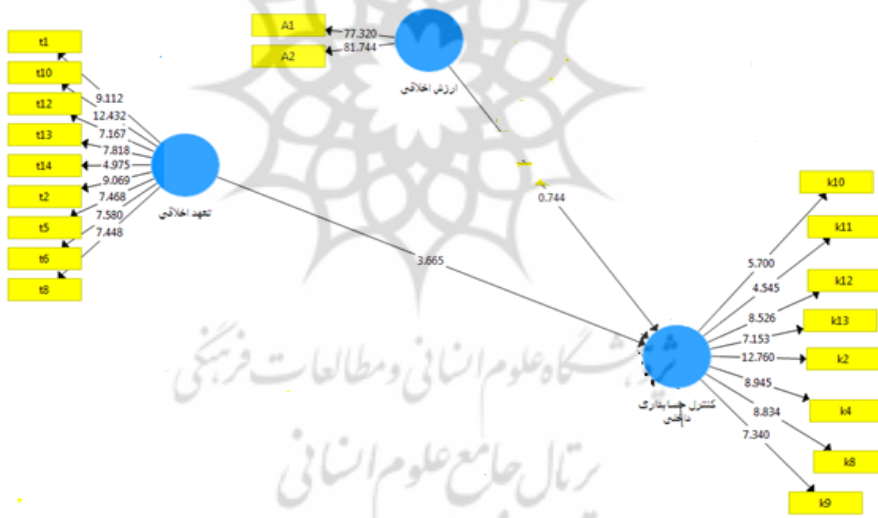 A1
77.320
A2
81.744
ارزش اخلاقی
t1
t10
t12
t13
t14
t2
t5
t6
t8
9.112
12.432
7.167
7.818
4.975
9.069
7.468
7.580
7.448
تعهد اخلاقی
0.744
3.665
k10
k11
k12
k13
k2
k4
k8
k9
5.700
4.545
8.526
7.153
12.760
8.945
8.834
7.340
کنترل حسابداری
داخلی
پژوهشگاه علوم انسانی و مطالعات فرهنگی
پرتال جامع علوم انسانی